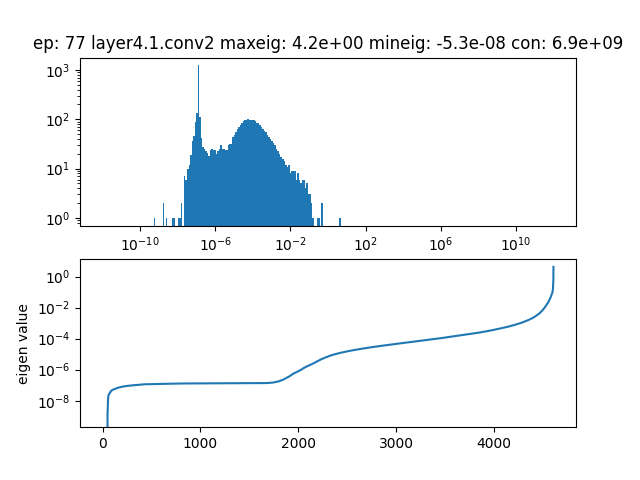 ep: 77 layer4.1.conv2 maxeig: 4.2e+00 mineig: -5.3e-08 con: 6.9e+09
10³
10²
10¹
10⁰
10⁻¹⁰ 10⁻⁶ 10⁻² 10² 10⁶ 10¹⁰
eigen value
10⁰
10⁻²
10⁻⁴
10⁻⁶
10⁻⁸
0 1000 2000 3000 4000